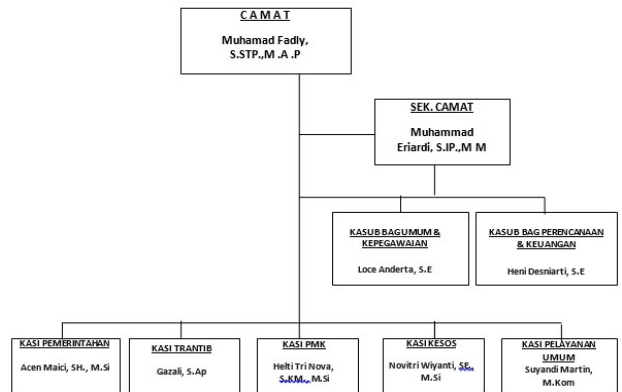 C A M A T
Muhamad Fadly,
S.STP.,M .A .P
SEK. CAMAT
Muhammad
Eriardi, S.IP.,M M
KASUB BAGUMUM &
KEPEGAWAIAN
Loce Anderta, S.E
KASUB BAG PERENCANAAN
& KEUANGAN
Heni Desniarti, S.E
KASI PEMERINTAHAN
Acen Maici, SH., M.Si
KASI TRANTIB
Gazali, S.Ap
KASI PMK
Helti Tri Nova,
S.KM., M.Si
KASI KESOS
Novitri Wiyanti, SE.,
M.Si
KASI PELAYANAN
UMUM
Suyandi Martin,
M.Kom